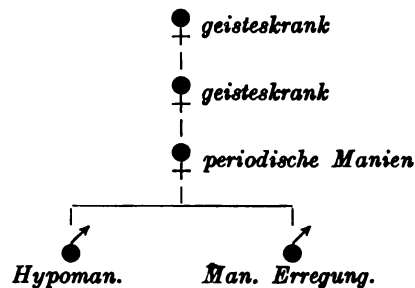 geisteskrank
geisteskrank
periodische Manien
Hypoman. Man. Erregung.